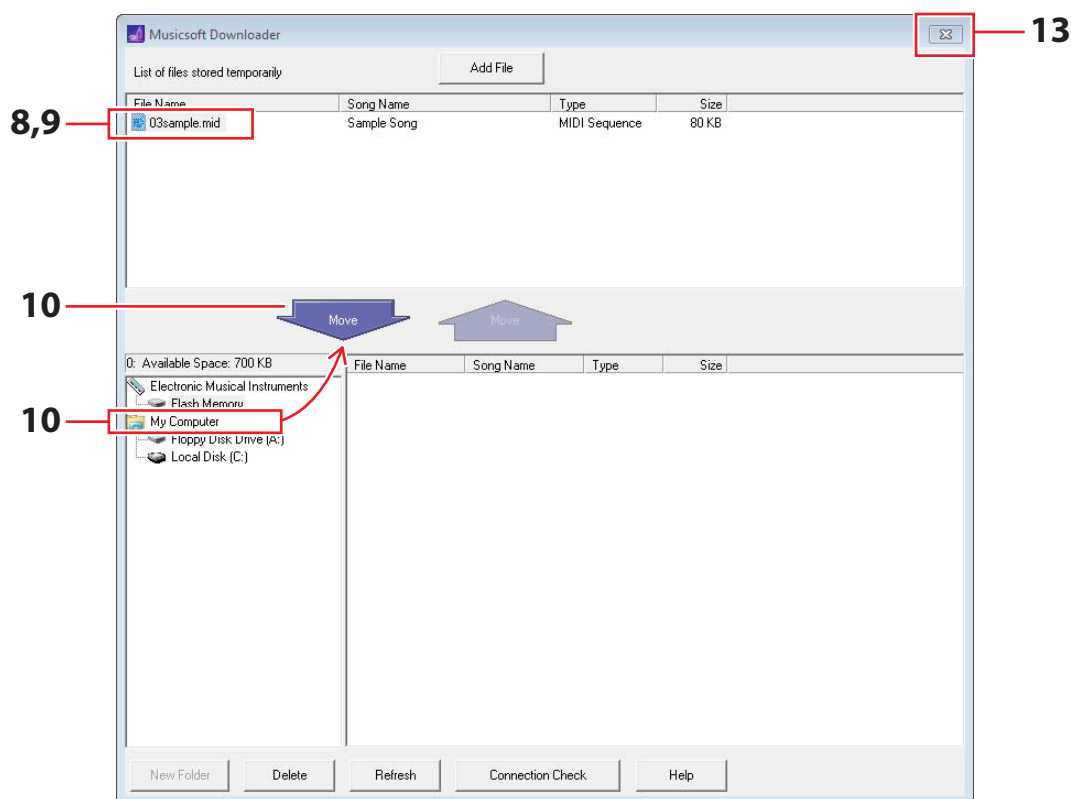 Musicsoft Downloader
13
List of files stored temporarily
Add File
File Name Song Name Type Size
8,9
03sample.mid Sample Song MIDI Sequence 80 KB
10
Move Move
0: Available Space: 700 KB
File Name Song Name Type Size
Electronic Musical Instruments
Flash Memory
10
My Computer
Floppy Disk Drive (A:)
Local Disk (C:)
New Folder Delete Refresh Connection Check Help